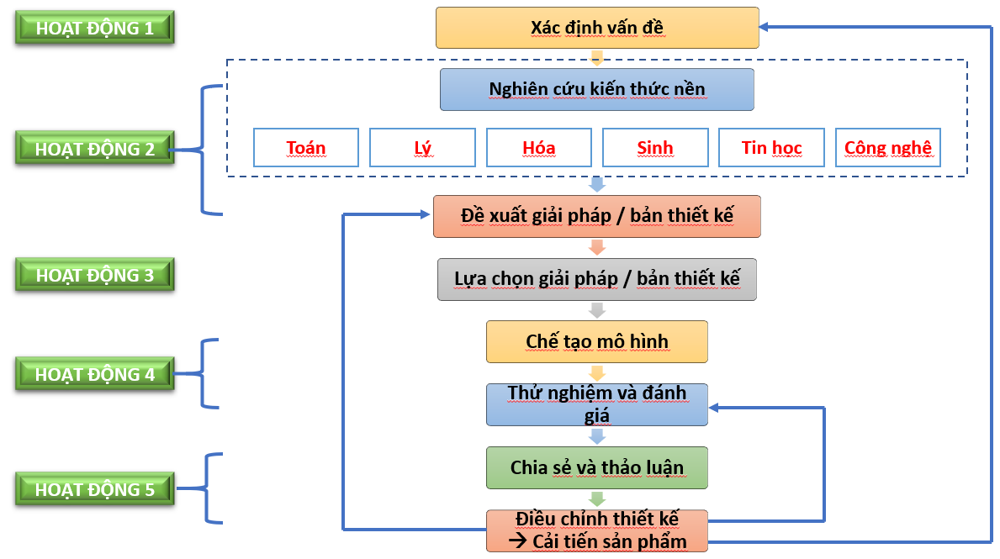 HOẠT ĐỘNG 1
Xác định vấn đề
Nghiên cứu kiến thức nền
HOẠT ĐỘNG 2
Toán
Lý
Hóa
Sinh
Tin học
Công nghệ
Đề xuất giải pháp / bản thiết kế
HOẠT ĐỘNG 3
Lựa chọn giải pháp / bản thiết kế
Chế tạo mô hình
HOẠT ĐỘNG 4
Thử nghiệm và đánh
giá
Chia sẻ và thảo luận
HOẠT ĐỘNG 5
Điều chỉnh thiết kế
→ Cải tiến sản phẩm